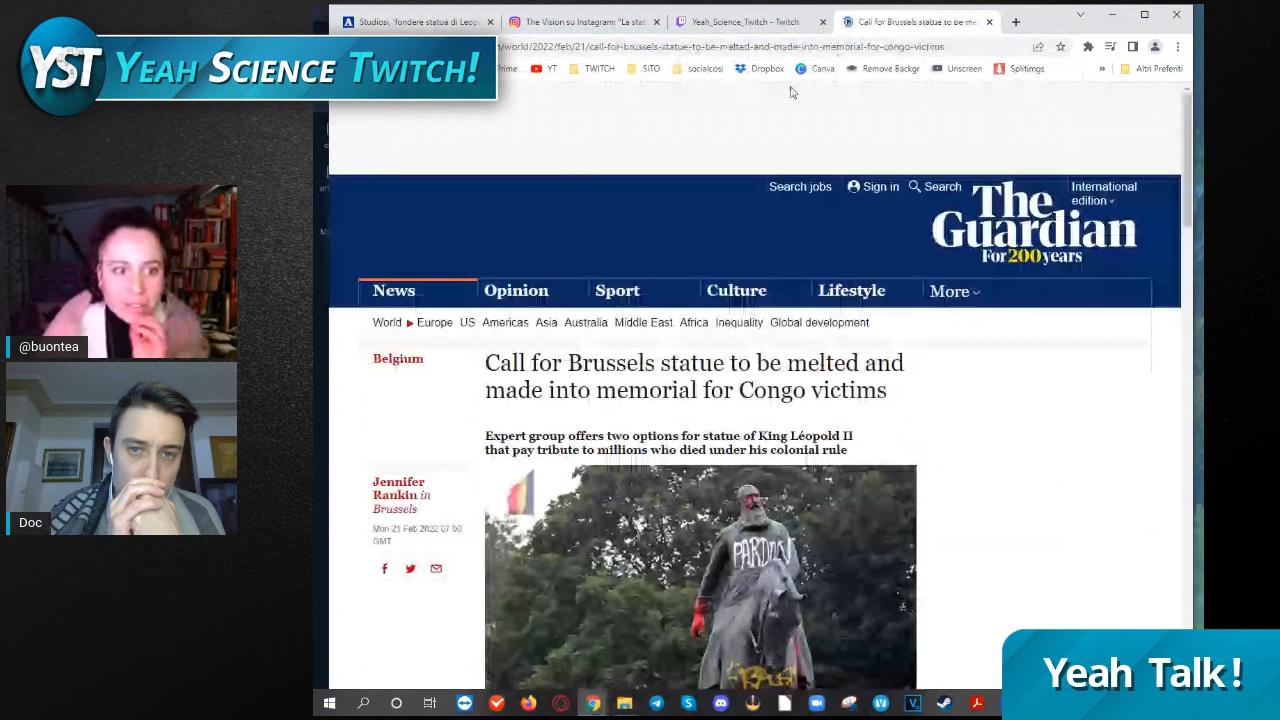 Studiosi, 'fondere statua di Leop
The Vision su Instagram: "La stat
Yeah_Science_Twitch - Twitch
Call for Brussels statue to be me
n/world/2022/feb/21/call-for-brussels-statue-to-be-melted-and-made-into-memorial-for-congo-victims
Prime
YT
TWITCH
SITO
socialcosi
Dropbox
Canva
Remove Backgr
Unscreen
Splitimgs
»
Altri Preferiti
YST
YEAH SCIENCE TWITCH!
Search jobs
Sign in
Search
International
edition
The
Guardian
For 200 years
News
Opinion
Sport
Culture
Lifestyle
More
World
Europe
US
Americas
Asia
Australia
Middle East
Africa
Inequality
Global development
Belgium
Call for Brussels statue to be melted and
made into memorial for Congo victims
Expert group offers two options for statue of King Léopold II
that pay tribute to millions who died under his colonial rule
Jennifer
Rankin in
Brussels
Mon 21 Feb 2022 07.00
GMT
PARDON
@buontea
Doc
Yeah Talk!